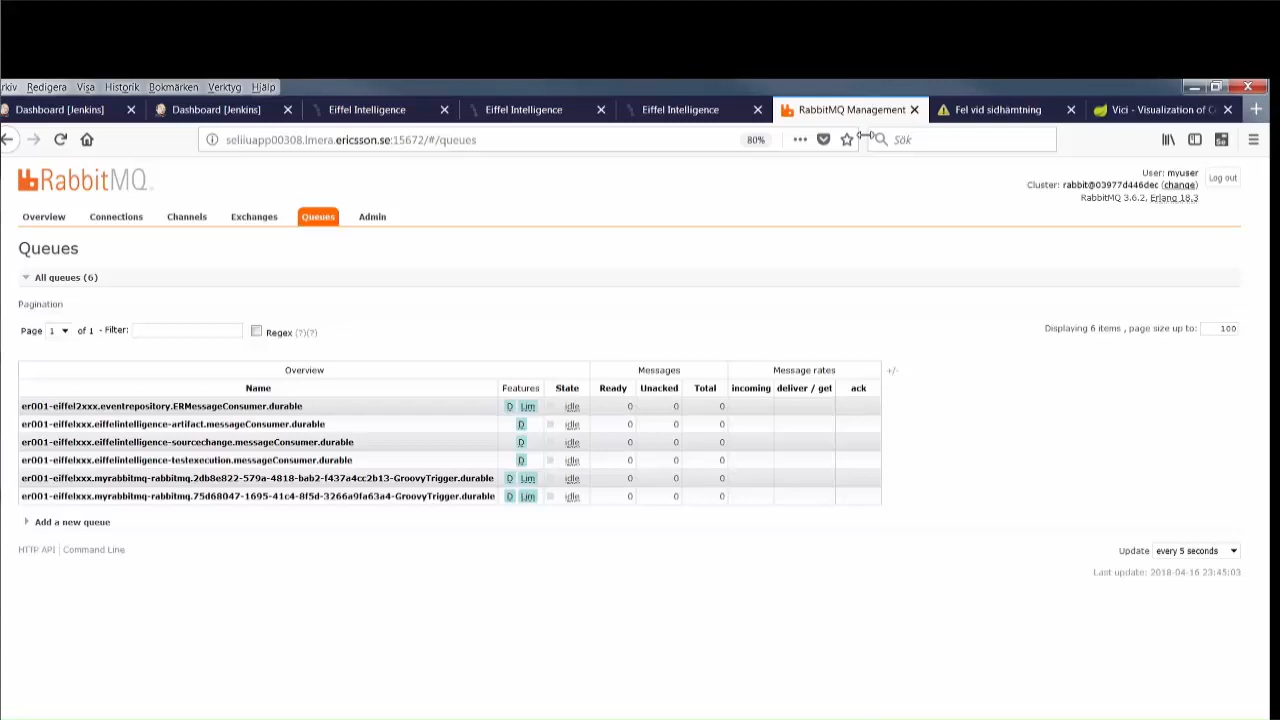 rkiv Redigera Visa Historik Bokmärken Verktyg Hjälp
Dashboard [Jenkins] Dashboard [Jenkins] Eiffel Intelligence Eiffel Intelligence Eiffel Intelligence RabbitMQ Management Fel vid sidhämtning Vici - Visualization of C
seliiuapp00308.lmera.ericsson.se:15672/#/queues 80% Sök
RabbitMQ
User: myuser Log out
Cluster: rabbit@03977d446dec (change)
RabbitMQ 3.6.2, Erlang 18.3
Overview Connections Channels Exchanges Queues Admin
Queues
All queues (6)
Pagination
Page 1 of 1 - Filter: Regex (?)(?) Displaying 6 items , page size up to: 100
Overview Messages Message rates +/-
Name Features State Ready Unacked Total incoming deliver / get ack
er001-eiffel2xxx.eventrepository.ERMessageConsumer.durable D Lim idle 0 0 0
er001-eiffelxxx.eiffelintelligence-artifact.messageConsumer.durable D idle 0 0 0
er001-eiffelxxx.eiffelintelligence-sourcechange.messageConsumer.durable D idle 0 0 0
er001-eiffelxxx.eiffelintelligence-testexecution.messageConsumer.durable D idle 0 0 0
er001-eiffelxxx.myrabbitmq-rabbitmq.2db8e822-579a-4818-bab2-f437a4cc2b13-GroovyTrigger.durable D Lim idle 0 0 0
er001-eiffelxxx.myrabbitmq-rabbitmq.75d68047-1695-41c4-8f5d-3266a9fa63a4-GroovyTrigger.durable D Lim idle 0 0 0
Add a new queue
HTTP API Command Line Update every 5 seconds
Last update: 2018-04-16 23:45:03